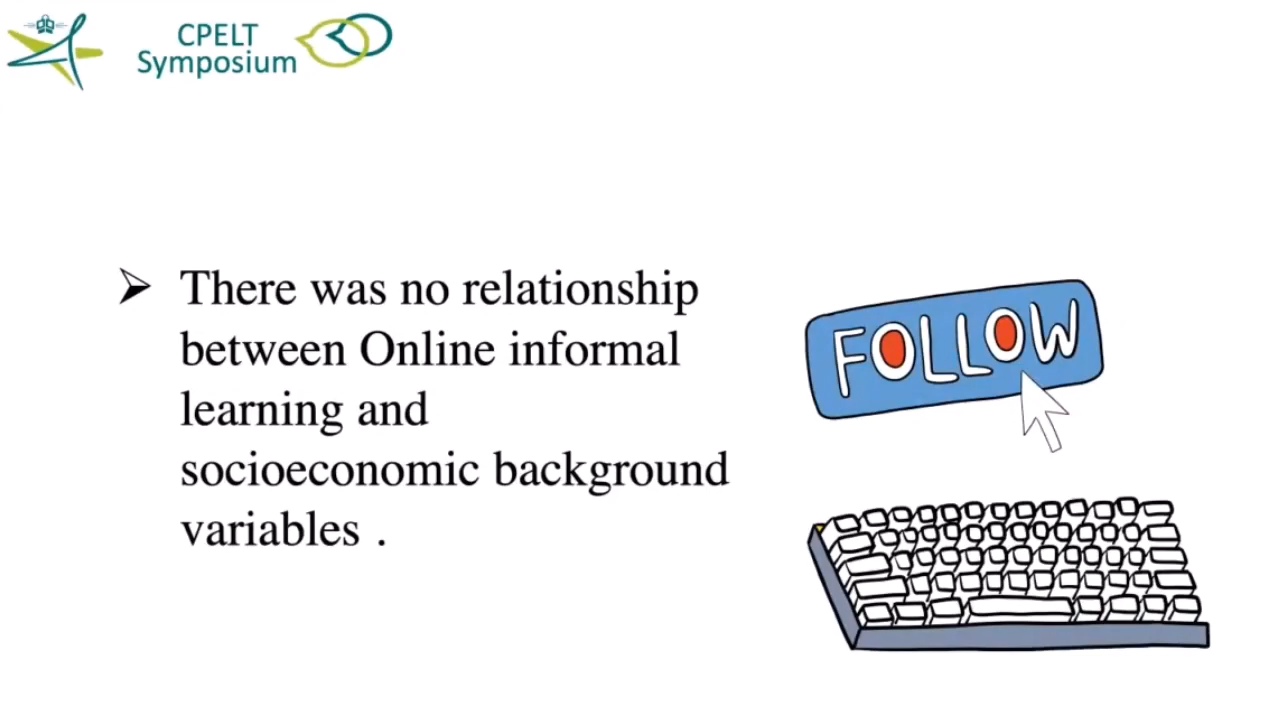 CPELT
Symposium
There was no relationship
between Online informal
learning and
socioeconomic background
variables .
FOLLOW